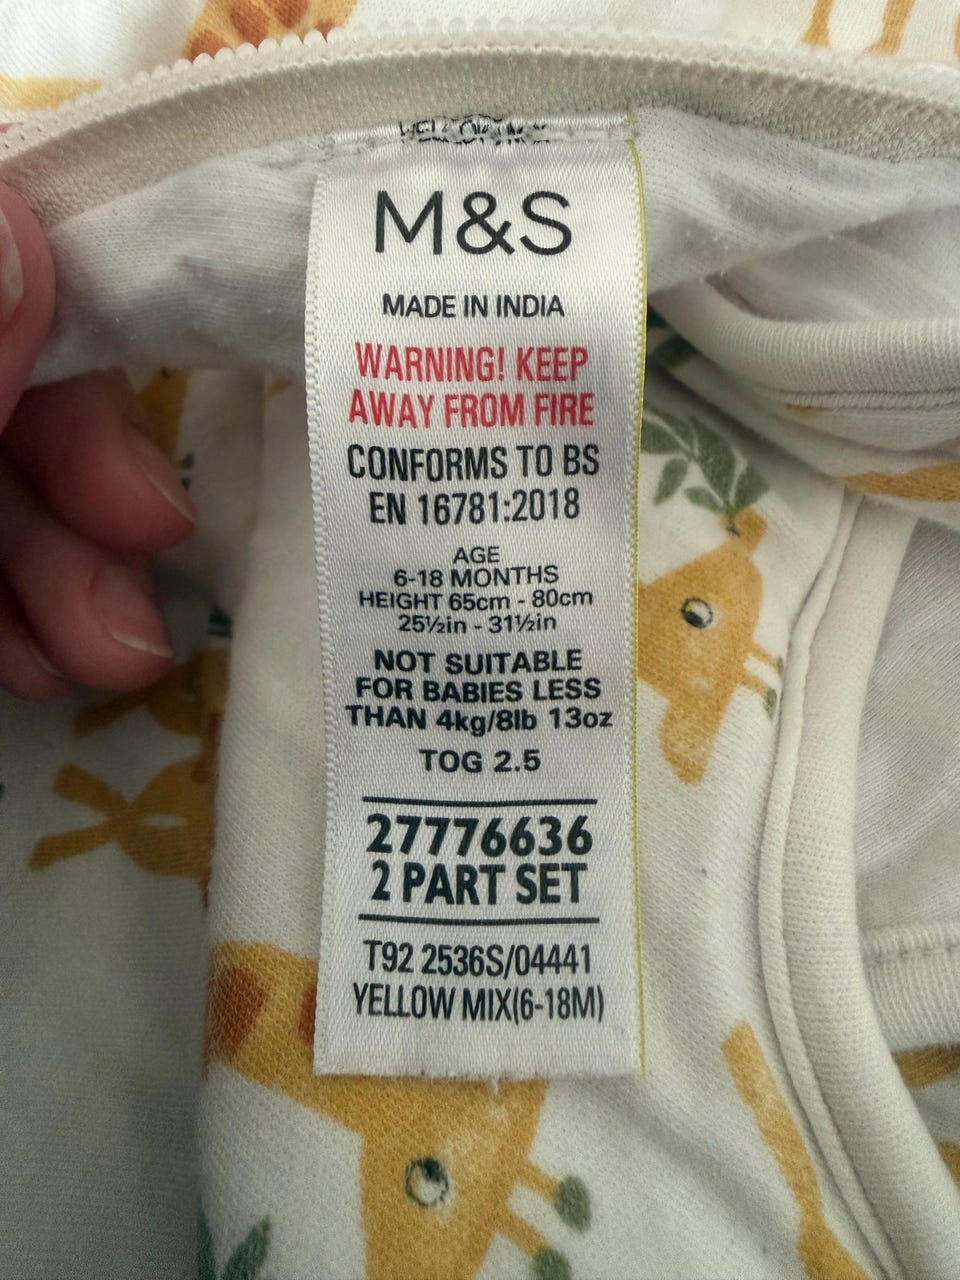 M&S
MADE IN INDIA
WARNING! KEEP
AWAY FROM FIRE
CONFORMS TO BS
EN 16781:2018
AGE
6-18 MONTHS
HEIGHT 65cm - 80cm
25½in - 31½in
NOT SUITABLE
FOR BABIES LESS
THAN 4kg/8lb 13oz
TOG 2.5
27776636
2 PART SET
T92 2536S/04441
YELLOW MIX(6-18M)